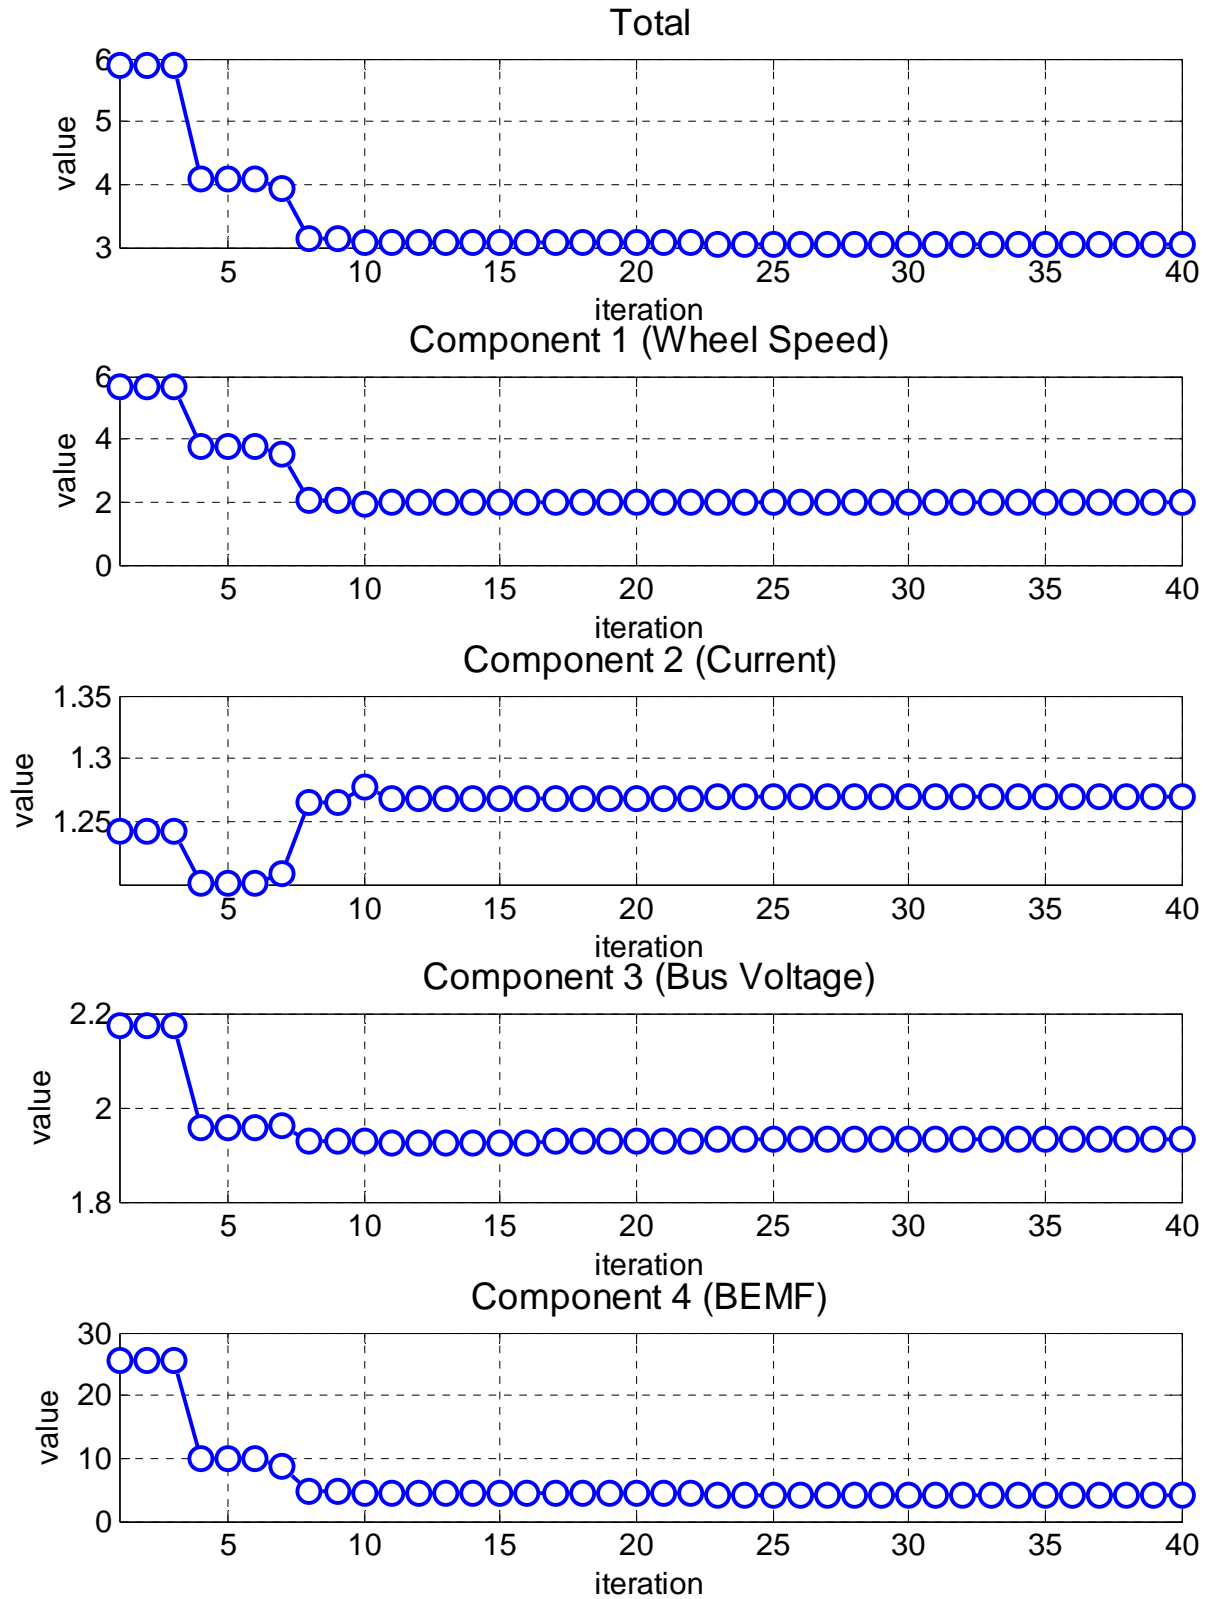 Total
6
5
4
3
value
5 10 15 20 25 30 35 40
iteration
Component 1 (Wheel Speed)
6
4
2
0
value
5 10 15 20 25 30 35 40
iteration
Component 2 (Current)
1.35
1.3
1.25
value
5 10 15 20 25 30 35 40
iteration
Component 3 (Bus Voltage)
2.2
2
1.8
value
5 10 15 20 25 30 35 40
iteration
Component 4 (BEMF)
30
20
10
0
value
5 10 15 20 25 30 35 40
iteration